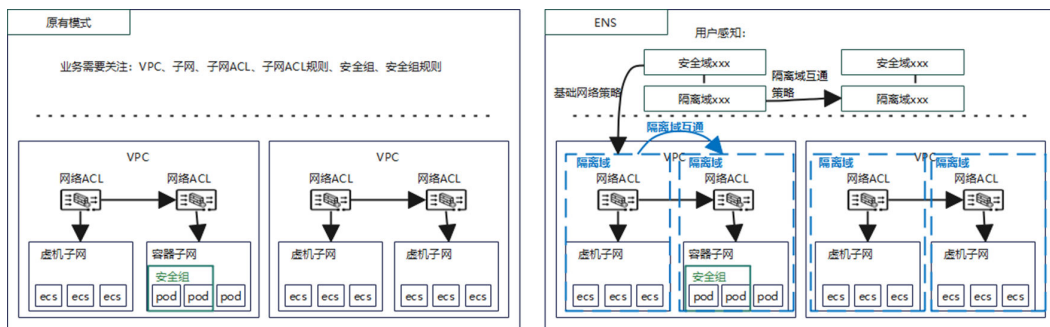 原有模式
业务需要关注：VPC、子网、子网ACL、子网ACL规则、安全组、安全组规则
VPC
网络ACL
网络ACL
虚机子网
ecs
ecs
ecs
容器子网
安全组
pod
pod
pod
VPC
网络ACL
网络ACL
虚机子网
ecs
ecs
ecs
虚机子网
ecs
ecs
ecs
ENS
用户感知：
安全域xxx
隔离域xxx
基础网络策略
隔离域互通
策略
安全域xxx
隔离域xxx
隔离域互通
VPC
隔离域
网络ACL
虚机子网
ecs
ecs
ecs
隔离域
网络ACL
容器子网
安全组
pod
pod
pod
VPC
隔离域
网络ACL
虚机子网
ecs
ecs
ecs
隔离域
网络ACL
虚机子网
ecs
ecs
ecs